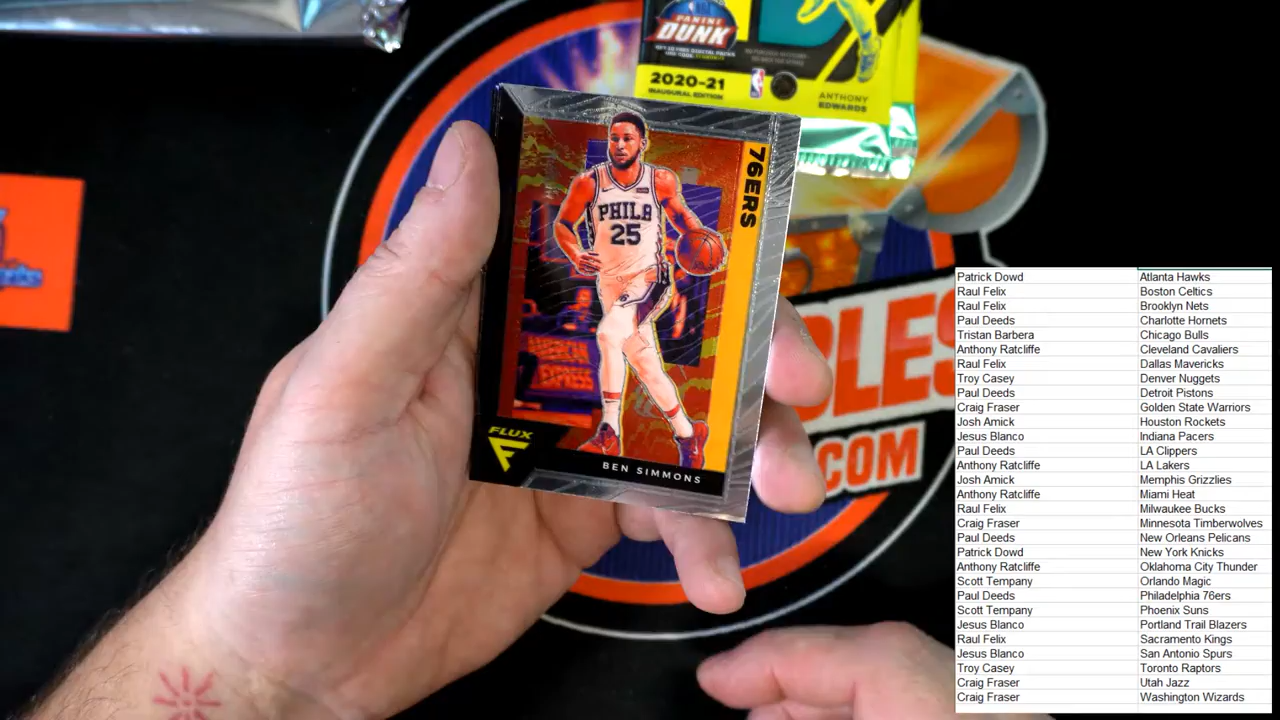 PANINI
DUNK
2020-21
INAUGURAL EDITION
ANTHONY
EDWARDS
76ERS
PHILA
25
AMERICAN
EXPRESS
FLUX
BEN SIMMONS
PLES
.COM
Patrick Dowd Atlanta Hawks
Raul Felix Boston Celtics
Raul Felix Brooklyn Nets
Paul Deeds Charlotte Hornets
Tristan Barbera Chicago Bulls
Anthony Ratcliffe Cleveland Cavaliers
Raul Felix Dallas Mavericks
Troy Casey Denver Nuggets
Paul Deeds Detroit Pistons
Craig Fraser Golden State Warriors
Josh Amick Houston Rockets
Jesus Blanco Indiana Pacers
Paul Deeds LA Clippers
Anthony Ratcliffe LA Lakers
Josh Amick Memphis Grizzlies
Anthony Ratcliffe Miami Heat
Raul Felix Milwaukee Bucks
Craig Fraser Minnesota Timberwolves
Paul Deeds New Orleans Pelicans
Patrick Dowd New York Knicks
Anthony Ratcliffe Oklahoma City Thunder
Scott Tempany Orlando Magic
Paul Deeds Philadelphia 76ers
Scott Tempany Phoenix Suns
Jesus Blanco Portland Trail Blazers
Raul Felix Sacramento Kings
Jesus Blanco San Antonio Spurs
Troy Casey Toronto Raptors
Craig Fraser Utah Jazz
Craig Fraser Washington Wizards